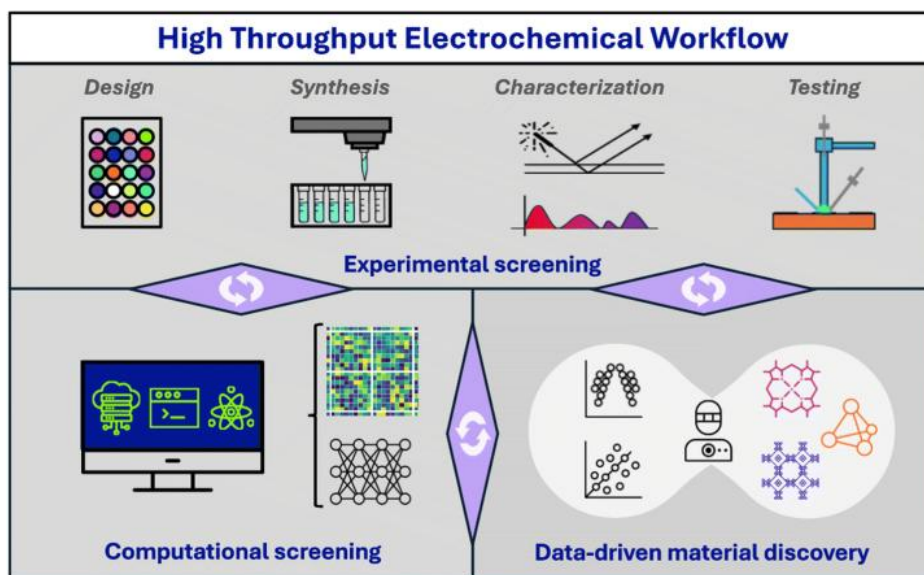 High Throughput Electrochemical Workflow
Design Synthesis Characterization Testing
Experimental screening
>_
Computational screening Data-driven material discovery